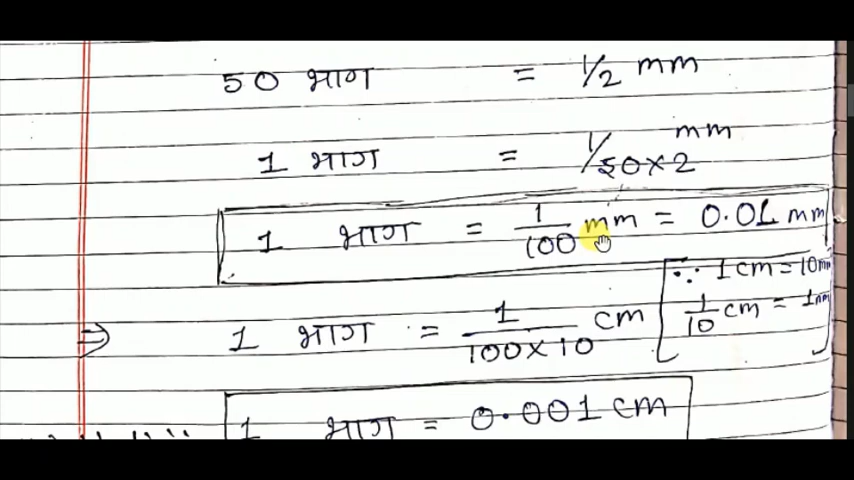 50 भाग = 1/2 mm
1 भाग = 1/50×2 mm
1 भाग = 1/100 mm = 0.01 mm
∵ 1 cm = 10 mm
⇒ 1 भाग = 1/100×10 cm
1/10 cm = 1 mm
1 भाग = 0.001 cm